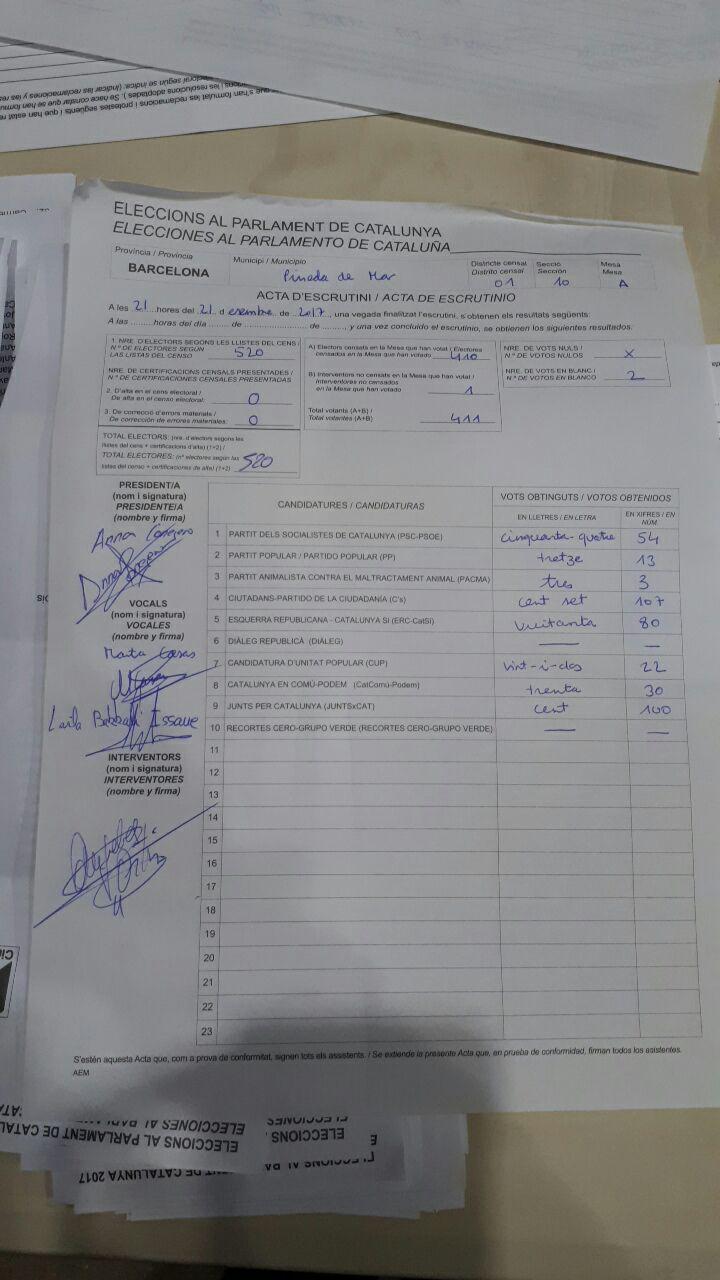 ELECCIONS AL PARLAMENT DE CATALUNYA
ELECCIONES AL PARLAMENTO DE CATALUÑA
Província / Provincia
BARCELONA
Municipi / Municipio
Pineda de Mar
Districte censal
Distrito censal
01
Secció
Sección
10
Mesa
Mesa
A
ACTA D'ESCRUTINI / ACTA DE ESCRUTINIO
A les 21 hores del 21 d de 2017, una vegada finalitzat l'escrutini, s'obtenen els resultats següents:
A las ......... horas del día ...... de ...... de ......, y una vez concluido el escrutinio, se obtienen los siguientes resultados:
1. NRE. D'ELECTORS SEGONS LES LLISTES DEL CENS /
N.º DE ELECTORES SEGÚN
LAS LISTAS DEL CENSO 520
NRE. DE CERTIFICACIONS CENSALS PRESENTADES /
N.º DE CERTIFICACIONES CENSALES PRESENTADAS
2. D'alta en cens electoral /
De alta en censo electoral: 0
3. De correcció d'errors materials /
De corrección de errores materiales: 0
TOTAL ELECTORS: (nre. d'electors segons les
llistes del cens + certificacions d'alta) (1+2) /
TOTAL ELECTORES: (nº electores según las
listas del censo + certificaciones de alta) (1+2) 520
A) Electors censats en la Mesa que han votat / Electores
censados en la Mesa que han votado 410
B) Interventors no censats en la Mesa que han votat /
Interventores no censados
en la Mesa que han votado 1
Total votants (A+B) /
Total votantes (A+B) 411
NRE. DE VOTS NULS /
N.º DE VOTOS NULOS X
NRE. DE VOTS EN BLANC /
N.º DE VOTOS EN BLANCO 2
PRESIDENT/A
(nom i signatura)
PRESIDENTE/A
(nombre y firma)
Anna
VOCALS
(nom i signatura)
VOCALES
(nombre y firma)
Marta Casas
Laila Issaue
INTERVENTORS
(nom i signatura)
INTERVENTORES
(nombre y firma)
CANDIDATURES / CANDIDATURAS
VOTS OBTINGUTS / VOTOS OBTENIDOS
EN LLETRES / EN LETRA
EN XIFRES / EN NÚM.
1 PARTIT DELS SOCIALISTES DE CATALUNYA (PSC-PSOE) cinquanta-quatre 54
2 PARTIT POPULAR / PARTIDO POPULAR (PP) tretze 13
3 PARTIT ANIMALISTA CONTRA EL MALTRACTAMENT ANIMAL (PACMA) tres 3
4 CIUTADANS-PARTIDO DE LA CIUDADANÍA (C's) cent set 107
5 ESQUERRA REPUBLICANA - CATALUNYA SÍ (ERC-CatSí) vuitanta 80
6 DIÀLEG REPUBLICÀ (DIÀLEG) — —
7 CANDIDATURA D'UNITAT POPULAR (CUP) vint-i-dos 22
8 CATALUNYA EN COMÚ-PODEM (CatComú-Podem) trenta 30
9 JUNTS PER CATALUNYA (JUNTSxCAT) cent 100
10 RECORTES CERO-GRUPO VERDE (RECORTES CERO-GRUPO VERDE) — —
11
12
13
14
15
16
17
18
19
20
21
22
23
S'estén aquesta Acta que, com a prova de conformitat, signen tots els assistents. / Se extiende la presente Acta que, en prueba de conformidad, firman todos los asistentes.
AEM
ELECCIONES AL
ELECCIONS AL PARLAMENT DE CATAL
ELECCIONES
CATALUNYA 2017